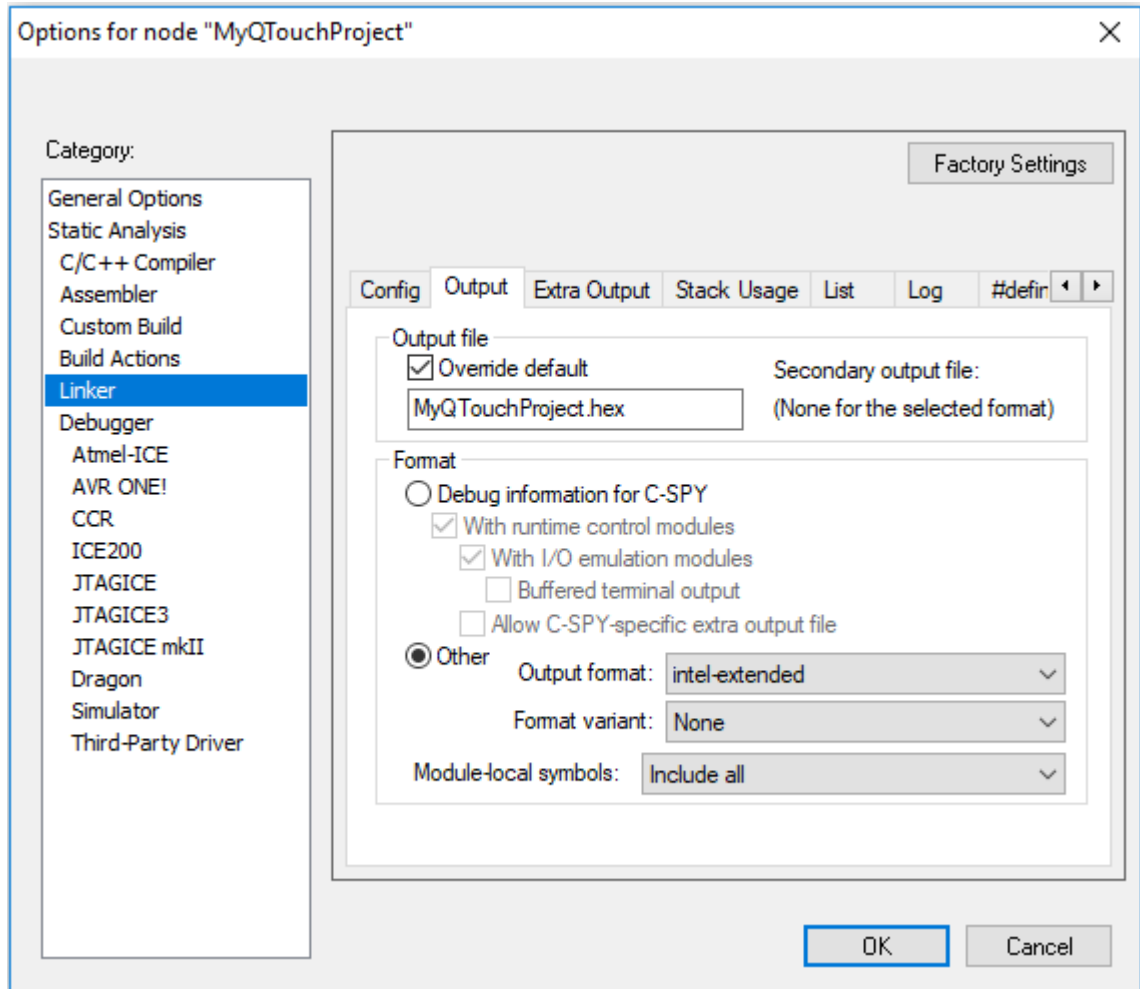 Options for node "MyQTouchProject"
Category:
General Options
Static Analysis
C/C++ Compiler
Assembler
Custom Build
Build Actions
Linker
Debugger
Atmel-ICE
AVR ONE!
CCR
ICE200
JTAGICE
JTAGICE3
JTAGICE mkII
Dragon
Simulator
Third-Party Driver
Factory Settings
Config Output Extra Output Stack Usage List Log #defin
Output file
Override default
Secondary output file:
MyQTouchProject.hex
(None for the selected format)
Format
Debug information for C-SPY
With runtime control modules
With I/O emulation modules
Buffered terminal output
Allow C-SPY-specific extra output file
Other
Output format: intel-extended
Format variant: None
Module-local symbols: Include all
OK Cancel